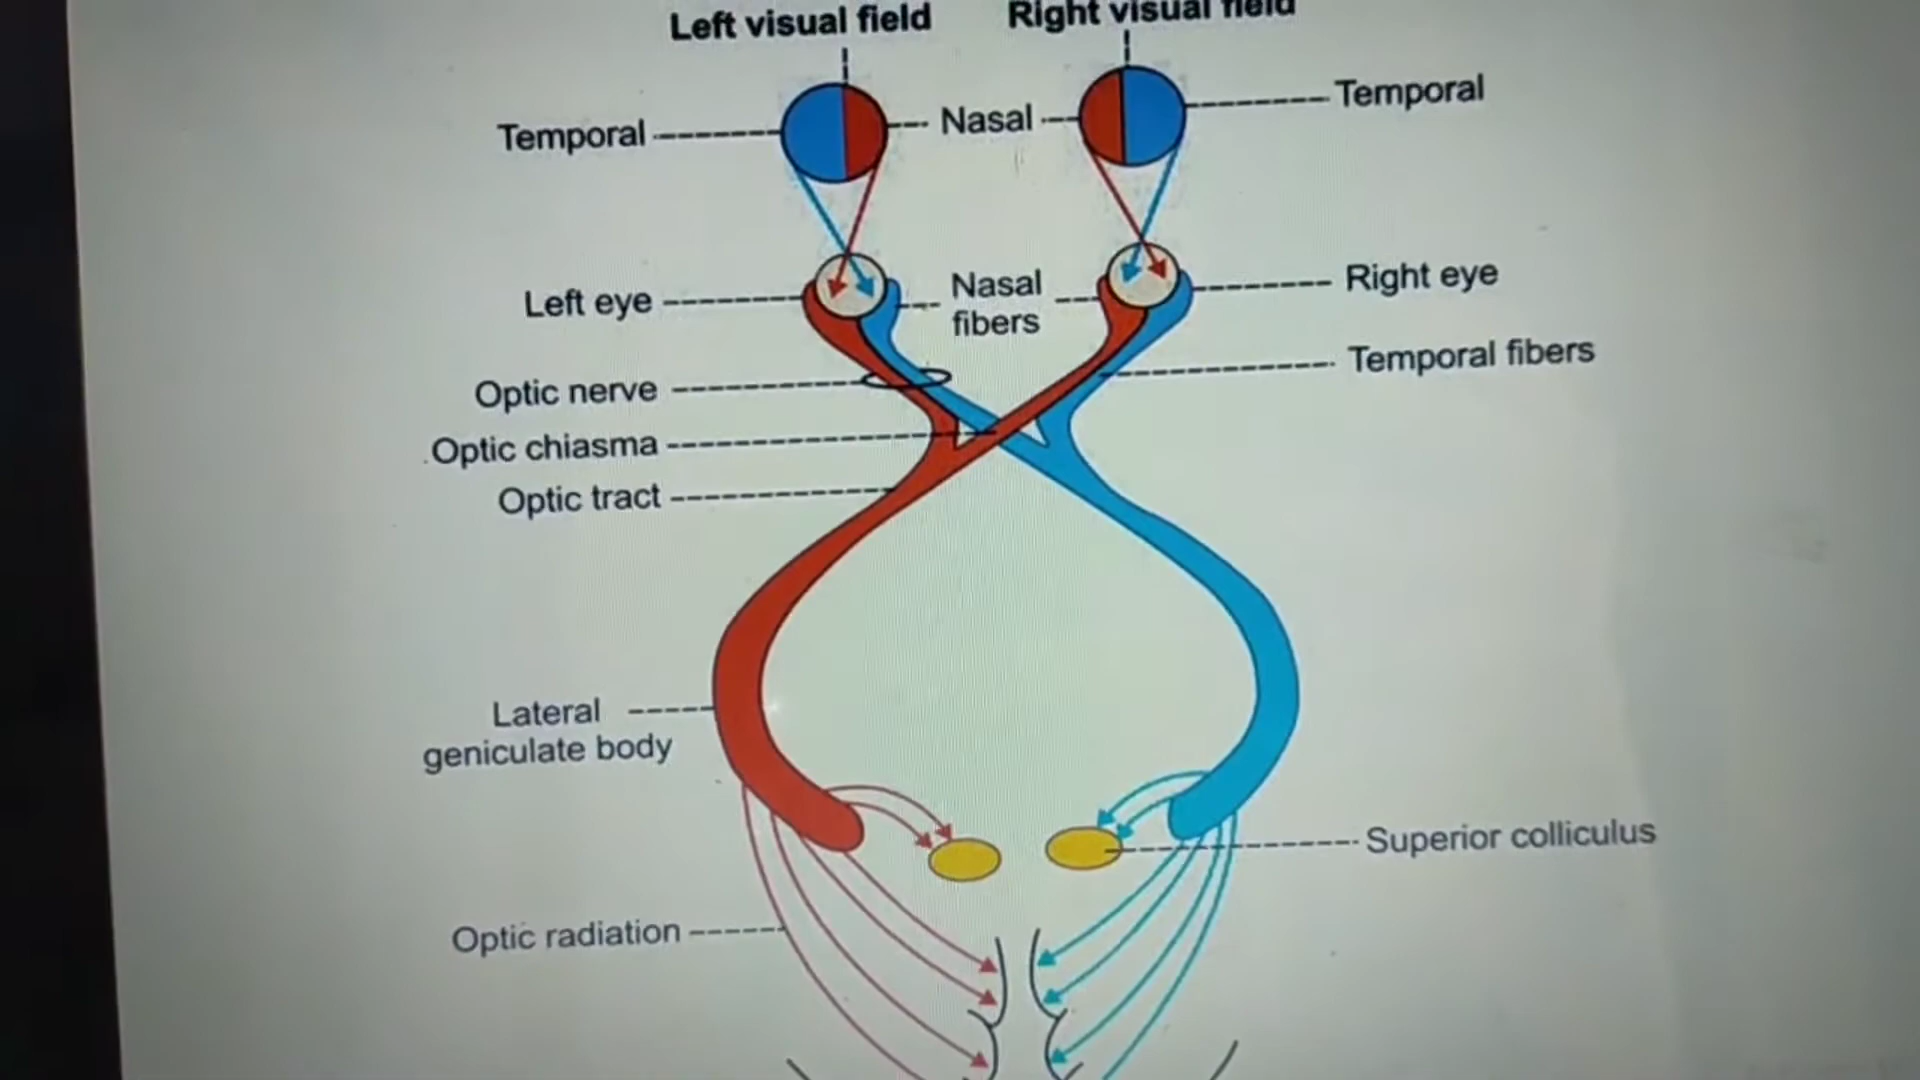 Left visual field
Right visual field
Temporal
Nasal
Temporal
Left eye
Nasal
fibers
Right eye
Optic nerve
Temporal fibers
Optic chiasma
Optic tract
Lateral
geniculate body
Superior colliculus
Optic radiation